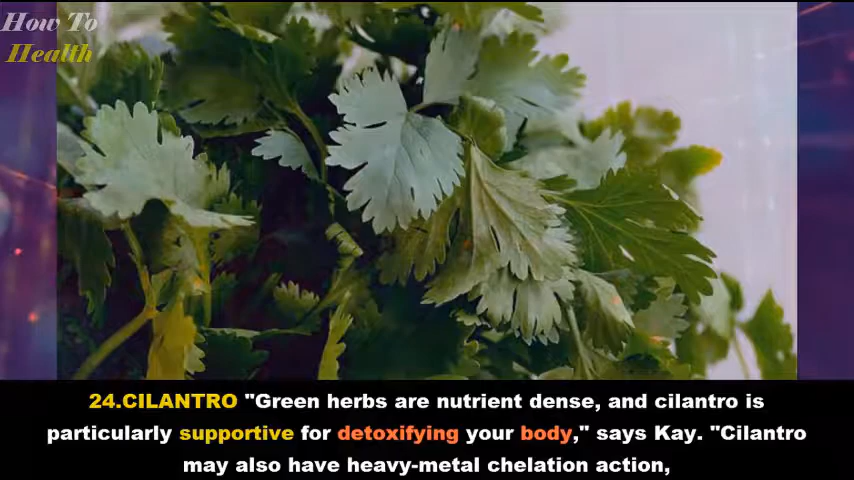 How To
Health
24.CILANTRO "Green herbs are nutrient dense, and cilantro is
particularly supportive for detoxifying your body," says Kay. "Cilantro
may also have heavy-metal chelation action,